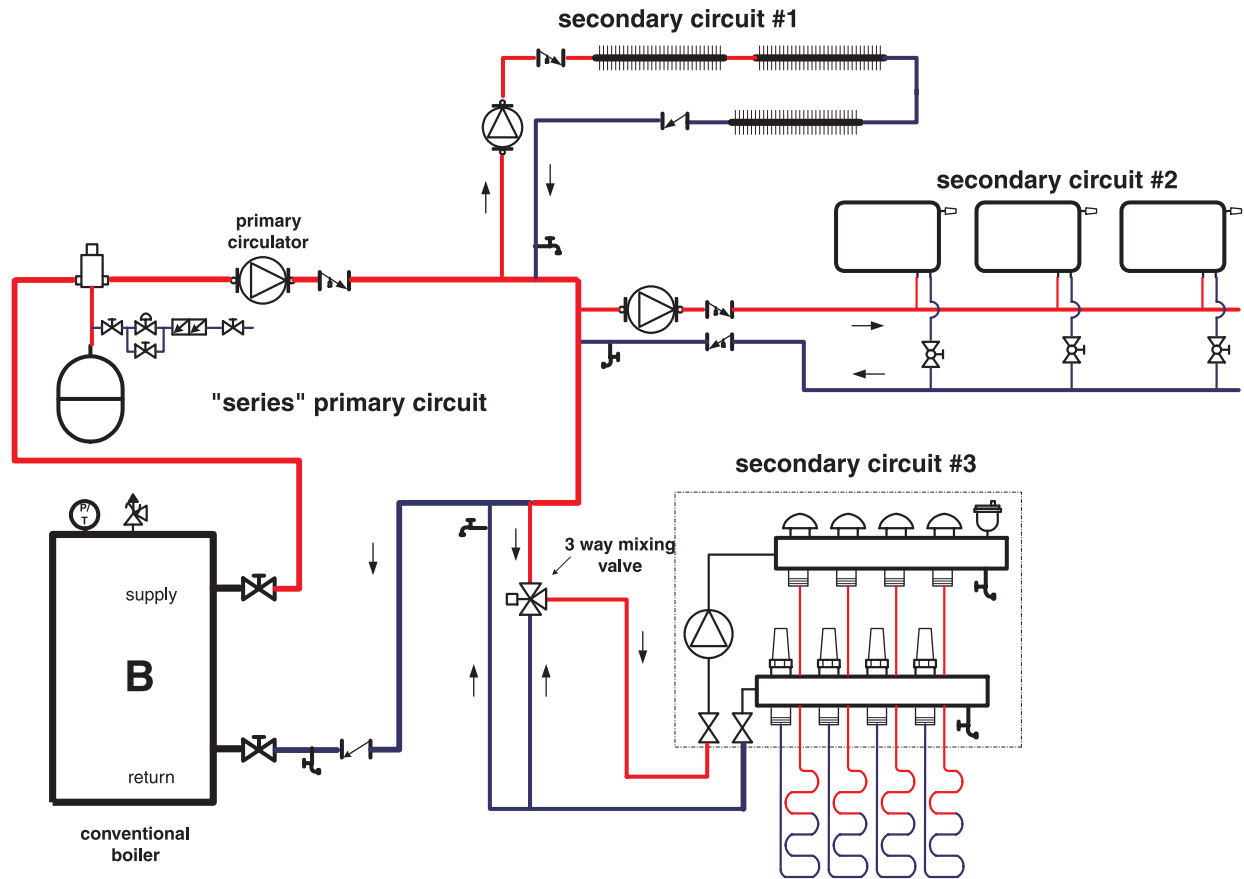 secondary circuit #1
secondary circuit #2
primary
circulator
"series" primary circuit
secondary circuit #3
P/
T
3 way mixing
valve
supply
B
return
conventional
boiler